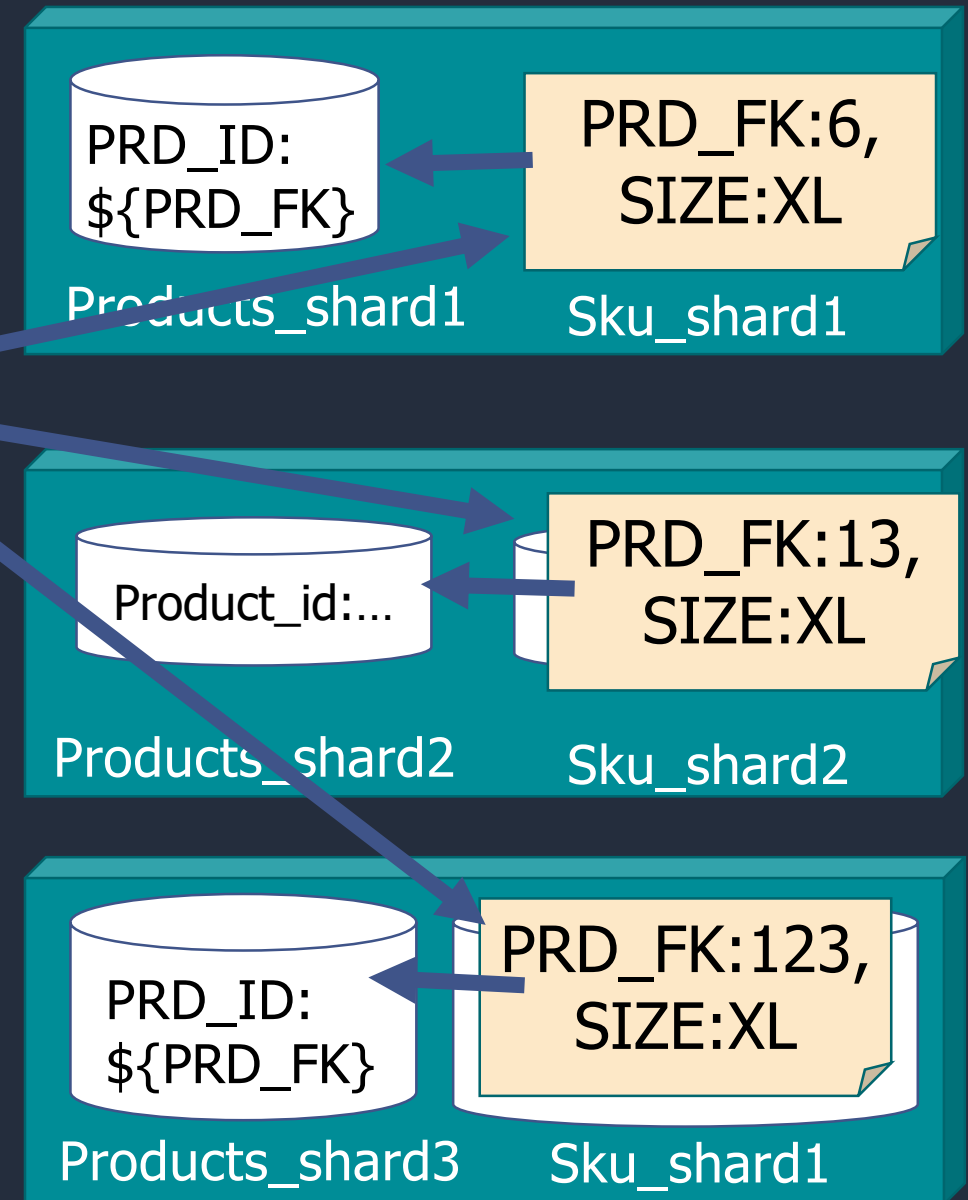 PRD_ID:
${PRD_FK}
PRD_FK:6,
SIZE:XL
Products_shard1
Sku_shard1
Product_id:...
PRD_FK:13,
SIZE:XL
Products_shard2
Sku_shard2
PRD_ID:
${PRD_FK}
PRD_FK:123,
SIZE:XL
Products_shard3
Sku_shard1